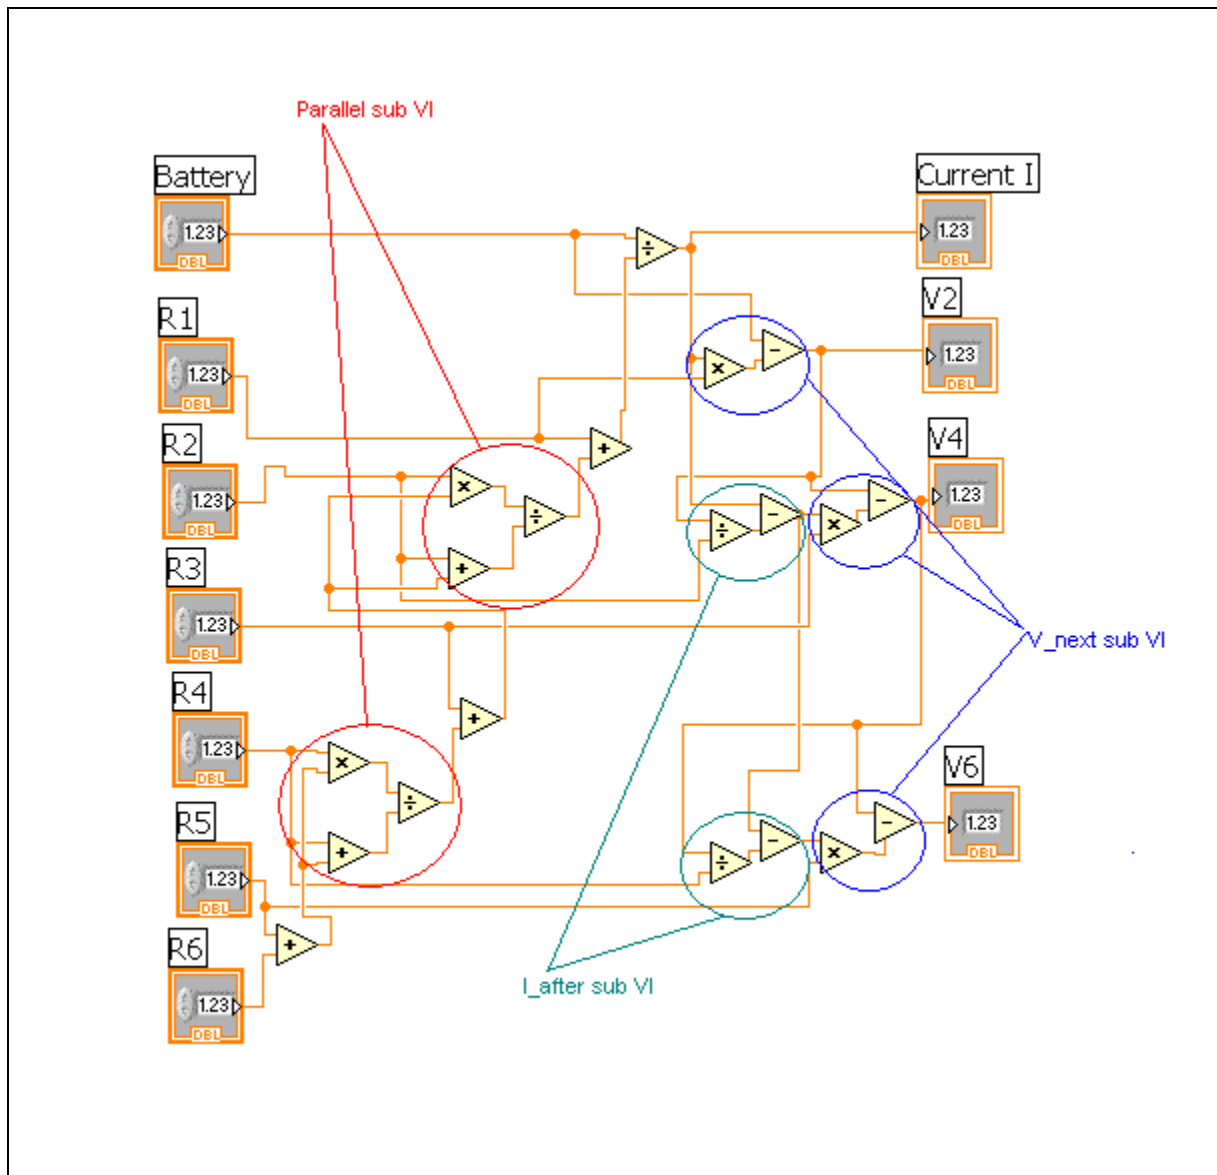 Parallel sub VI
Battery
1.23
DBL
Current I
1.23
DBL
÷
R1
1.23
DBL
V2
1.23
DBL
×
−
R2
1.23
DBL
V4
1.23
DBL
+
×
÷
+
÷
−
×
−
R3
1.23
DBL
V_next sub VI
R4
1.23
DBL
+
×
÷
+
V6
1.23
DBL
÷
−
×
−
R5
1.23
DBL
+
R6
1.23
DBL
I_after sub VI